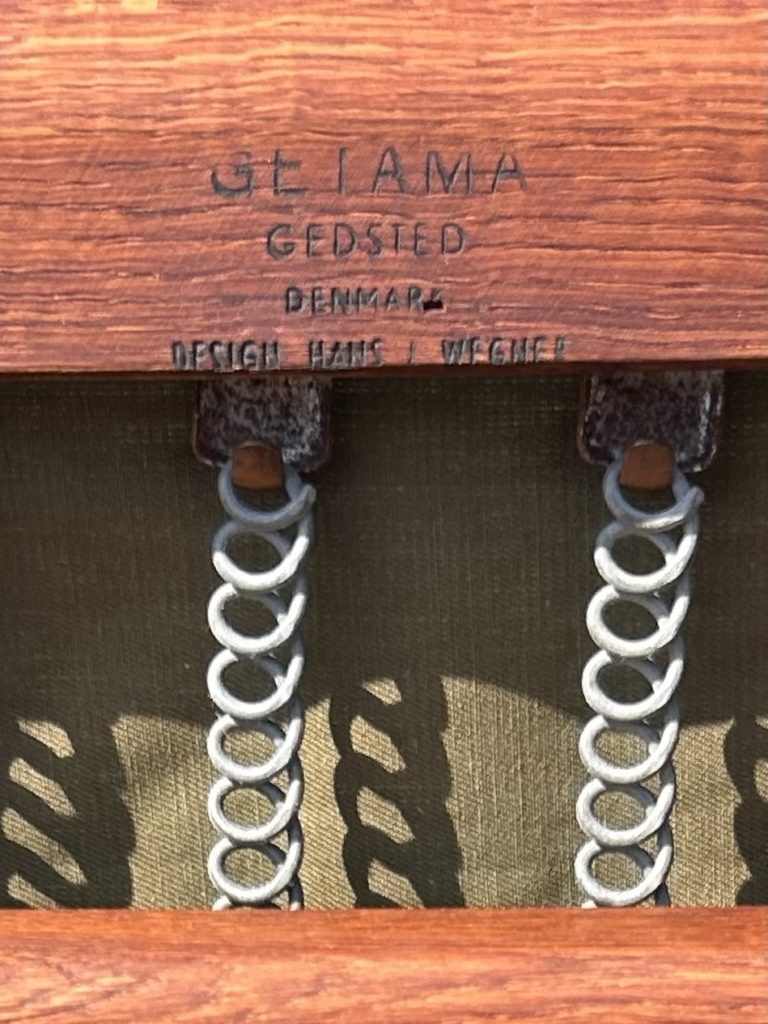 GETAMA
GEDSTED
DENMARK
DESIGN HANS J WEGNER